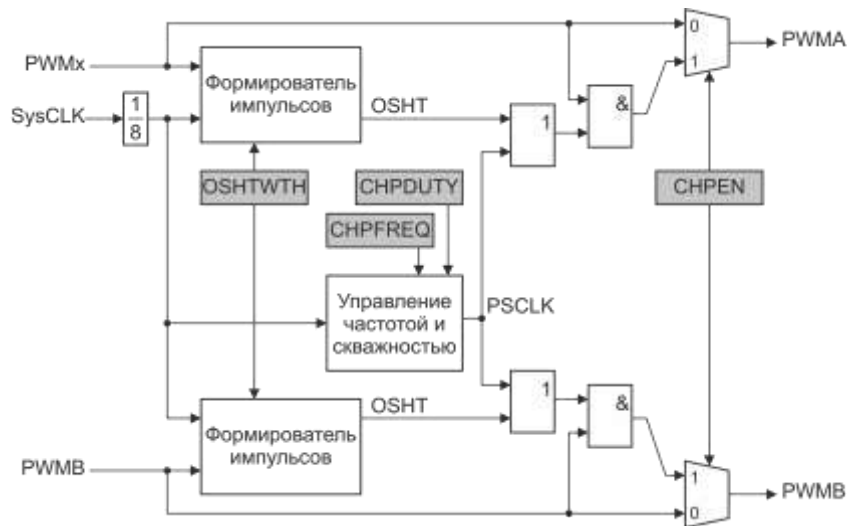 PWMx
SysCLK
1
8
Формирователь
импульсов
OSHT
1
&
0
1
PWMA
OSHTWTH
CHPDUTY
CHPFREQ
CHPEN
Управление
частотой и
скважностью
PSCLK
Формирователь
импульсов
OSHT
1
&
1
0
PWMB
PWMB